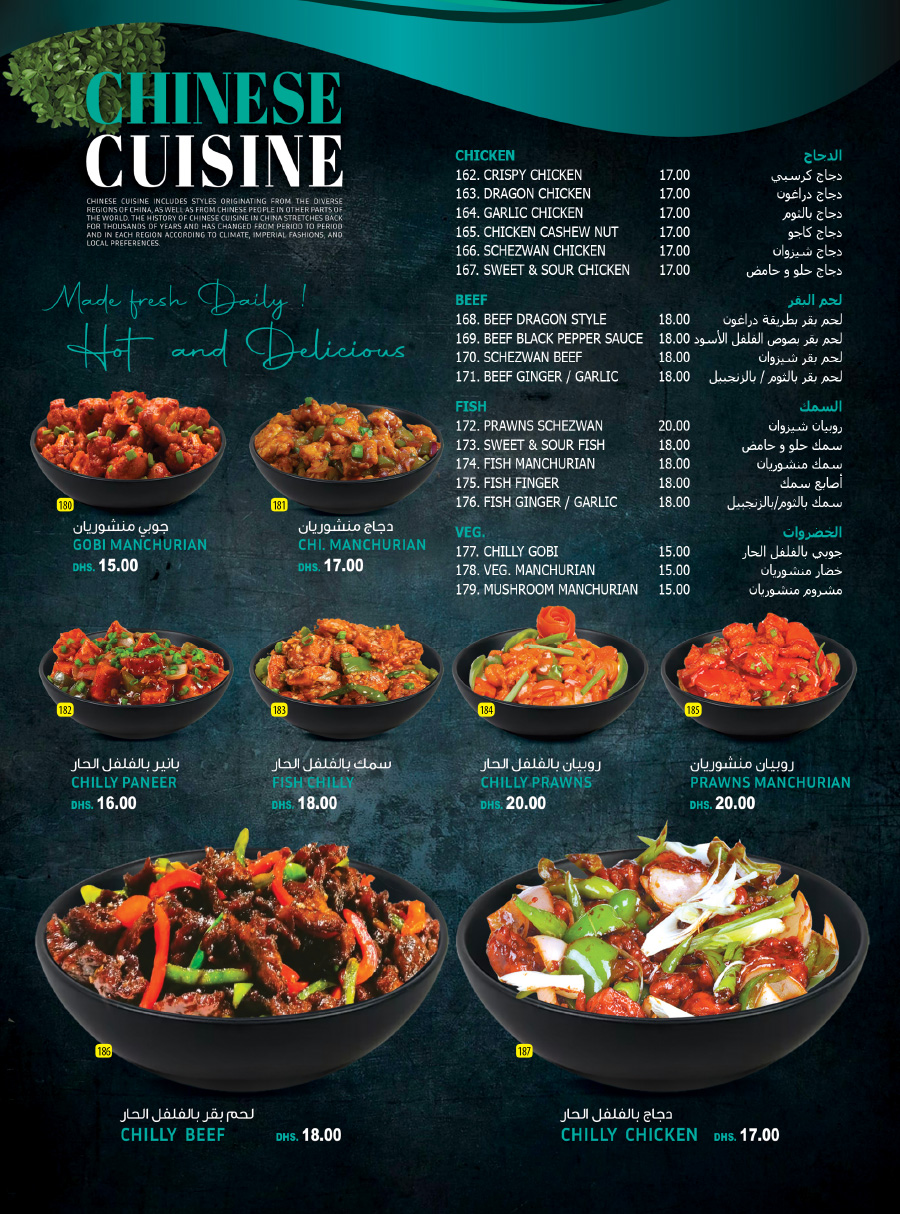 CHINESE
CUISINE
CHINESE CUISINE INCLUDES STYLES ORIGINATING FROM THE DIVERSE
REGIONS OF CHINA, AS WELL AS FROM CHINESE PEOPLE IN OTHER PARTS OF
THE WORLD. THE HISTORY OF CHINESE CUISINE IN CHINA STRETCHES BACK
FOR THOUSANDS OF YEARS AND HAS CHANGED FROM PERIOD TO PERIOD
AND IN EACH REGION ACCORDING TO CLIMATE, IMPERIAL FASHIONS, AND
LOCAL PREFERENCES.
Made fresh Daily !
Hot and Delicious
CHICKEN الدجاج
162. CRISPY CHICKEN 17.00 دجاج كرسبي
163. DRAGON CHICKEN 17.00 دجاج دراغون
164. GARLIC CHICKEN 17.00 دجاج بالثوم
165. CHICKEN CASHEW NUT 17.00 دجاج كاجو
166. SCHEZWAN CHICKEN 17.00 دجاج شيزوان
167. SWEET & SOUR CHICKEN 17.00 دجاج حلو و حامض
BEEF لحم البقر
168. BEEF DRAGON STYLE 18.00 لحم بقر بطريقة دراغون
169. BEEF BLACK PEPPER SAUCE 18.00 لحم بقر بصوص الفلفل الأسود
170. SCHEZWAN BEEF 18.00 لحم بقر شيزوان
171. BEEF GINGER / GARLIC 18.00 لحم بقر بالثوم / بالزنجبيل
FISH السمك
172. PRAWNS SCHEZWAN 20.00 روبيان شيزوان
173. SWEET & SOUR FISH 18.00 سمك حلو و حامض
174. FISH MANCHURIAN 18.00 سمك منشوريان
175. FISH FINGER 18.00 أصابع سمك
176. FISH GINGER / GARLIC 18.00 سمك بالثوم/بالزنجبيل
VEG. الخضروات
177. CHILLY GOBI 15.00 جوبي بالفلفل الحار
178. VEG. MANCHURIAN 15.00 خضار منشوريان
179. MUSHROOM MANCHURIAN 15.00 مشروم منشوريان
180
جوبي منشوريان
GOBI MANCHURIAN
DHS. 15.00
181
دجاج منشوريان
CHI. MANCHURIAN
DHS. 17.00
182
بانير بالفلفل الحار
CHILLY PANEER
DHS. 16.00
183
سمك بالفلفل الحار
FISH CHILLY
DHS. 18.00
184
روبيان بالفلفل الحار
CHILLY PRAWNS
DHS. 20.00
185
روبيان منشوريان
PRAWNS MANCHURIAN
DHS. 20.00
186
لحم بقر بالفلفل الحار
CHILLY BEEF DHS. 18.00
187
دجاج بالفلفل الحار
CHILLY CHICKEN DHS. 17.00